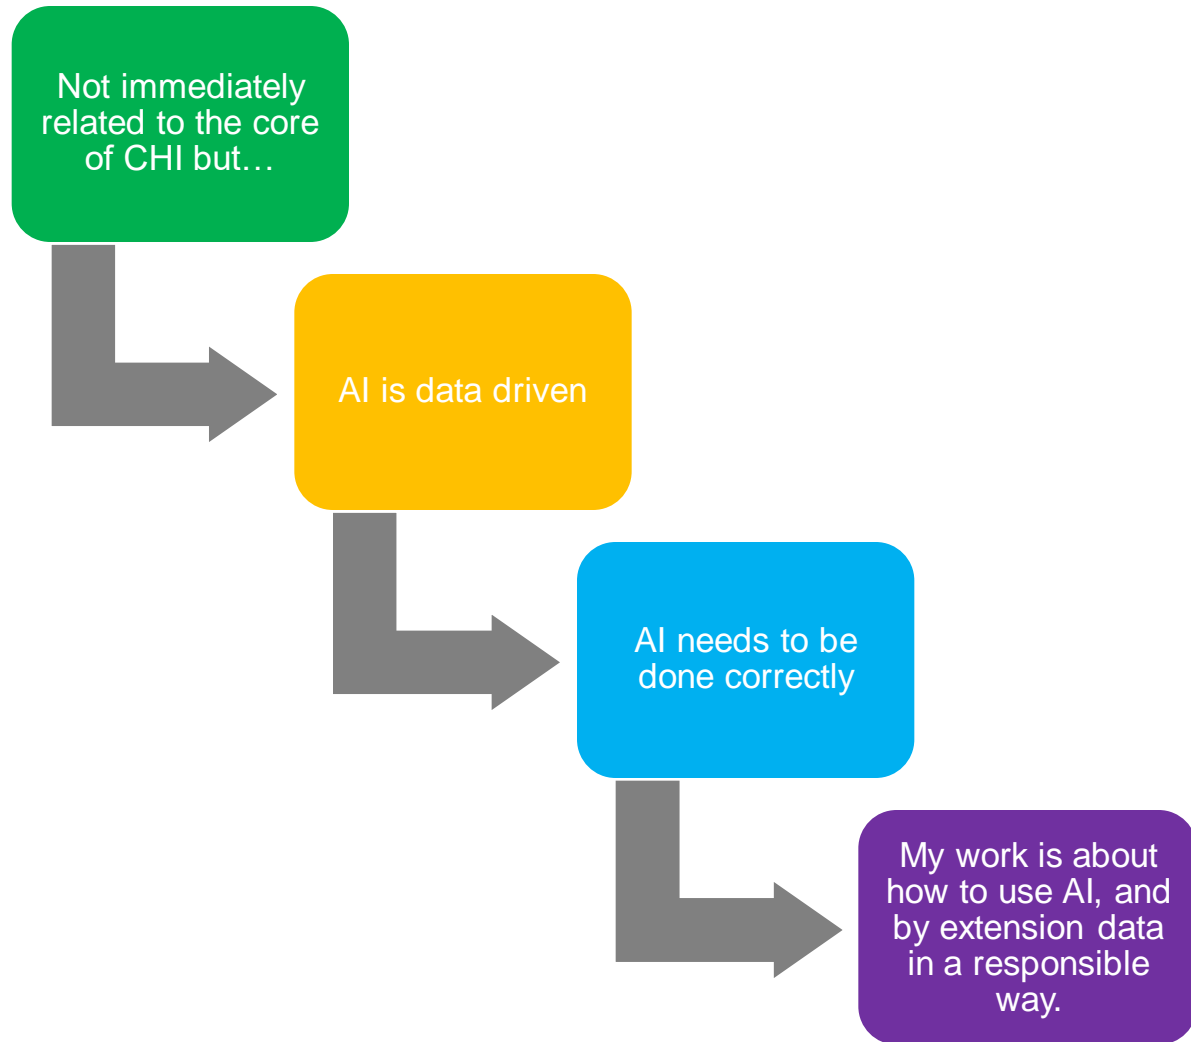 Not immediately
related to the core
of CHI but…
AI is data driven
AI needs to be
done correctly
My work is about
how to use AI, and
by extension data
in a responsible
way.